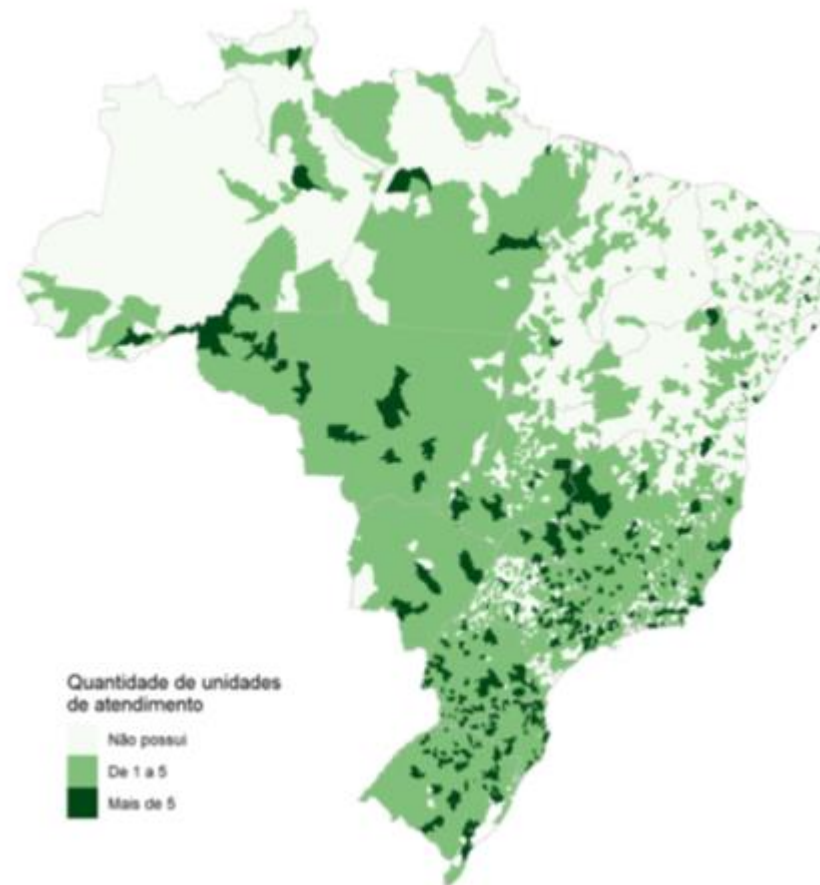 Quantidade de unidades
de atendimento
Não possui
De 1 a 5
Mais de 5